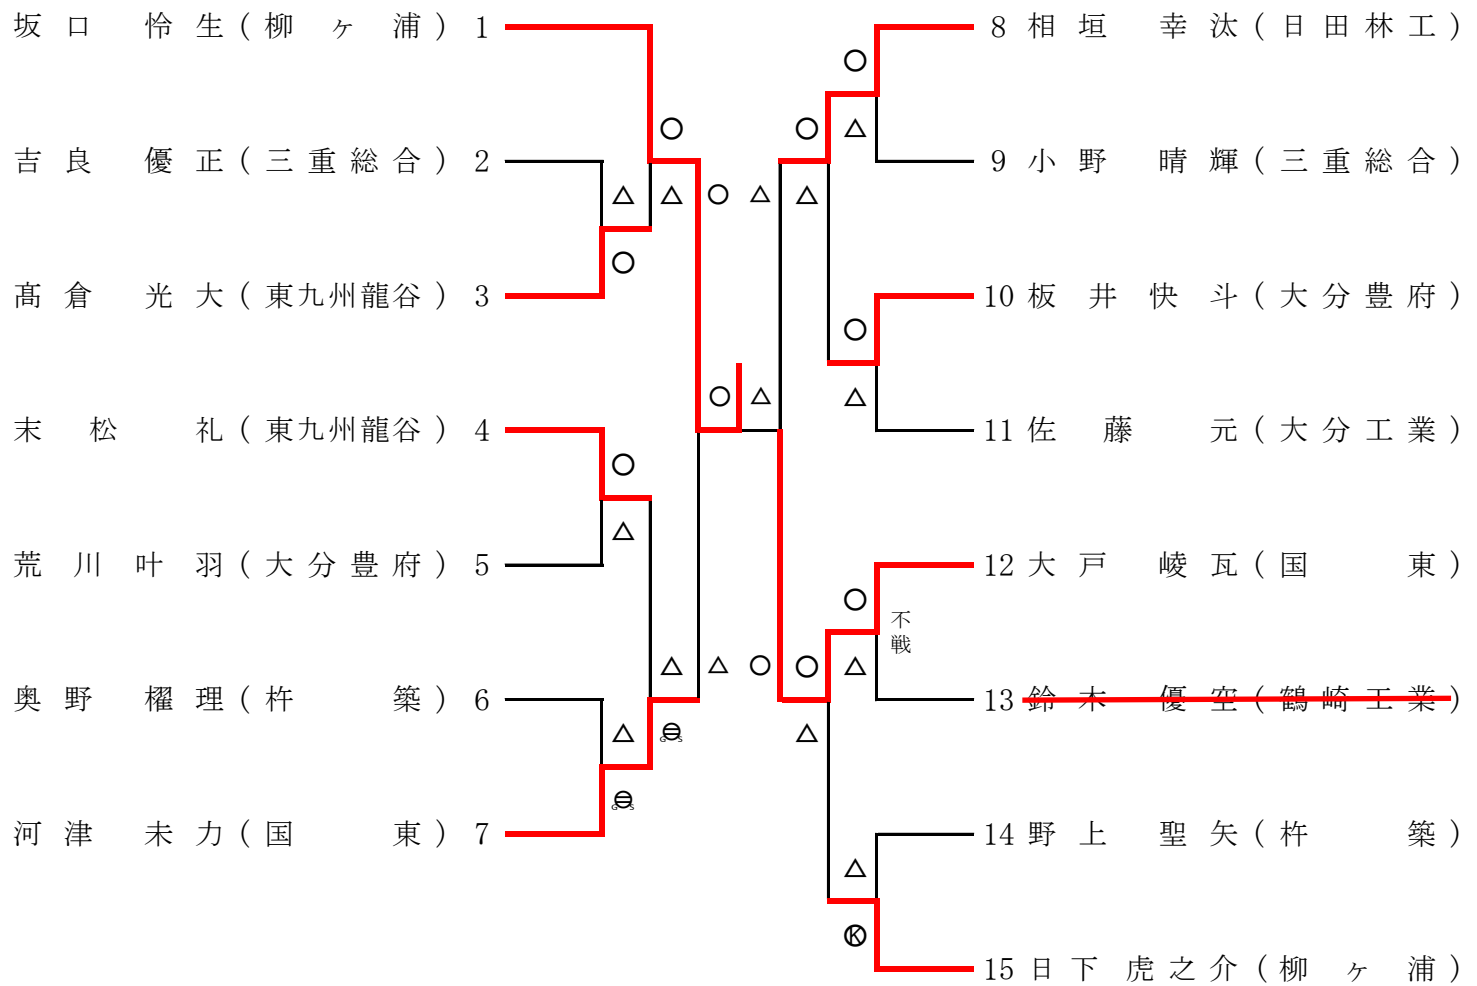 坂口 怜生(柳ヶ浦) 1
吉良 優正(三重総合) 2
髙倉 光大(東九州龍谷) 3
末松 礼(東九州龍谷) 4
荒川叶羽(大分豊府) 5
奥野 櫂理(杵築) 6
河津 未力(国東) 7
8 相垣 幸汰(日田林工)
9 小野 晴輝(三重総合)
10 板井快斗(大分豊府)
11 佐藤 元(大分工業)
12 大戸 崚瓦(国東)
不戦
13 鈴木 優空(鶴崎工業)
14 野上 聖矢(杵築)
15 日下虎之介(柳ヶ浦)
G S
G S
K